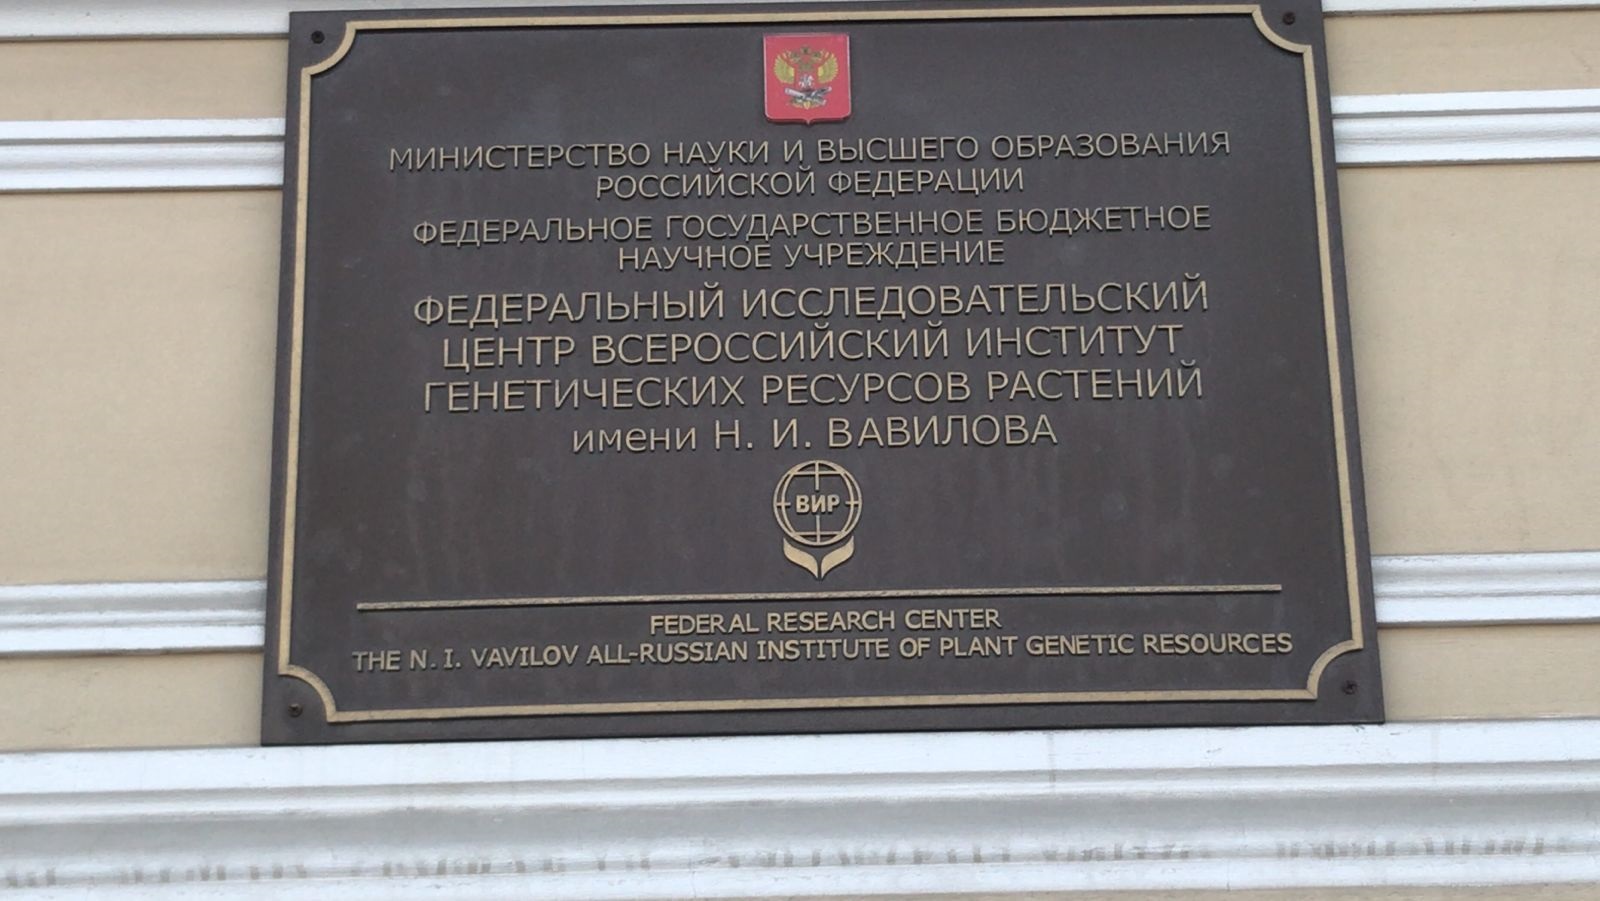 МИНИСТЕРСТВО НАУКИ И ВЫСШЕГО ОБРАЗОВАНИЯ
РОССИЙСКОЙ ФЕДЕРАЦИИ
ФЕДЕРАЛЬНОЕ ГОСУДАРСТВЕННОЕ БЮДЖЕТНОЕ
НАУЧНОЕ УЧРЕЖДЕНИЕ
ФЕДЕРАЛЬНЫЙ ИССЛЕДОВАТЕЛЬСКИЙ
ЦЕНТР ВСЕРОССИЙСКИЙ ИНСТИТУТ
ГЕНЕТИЧЕСКИХ РЕСУРСОВ РАСТЕНИЙ
имени Н. И. ВАВИЛОВА
ВИР
FEDERAL RESEARCH CENTER
THE N. I. VAVILOV ALL-RUSSIAN INSTITUTE OF PLANT GENETIC RESOURCES